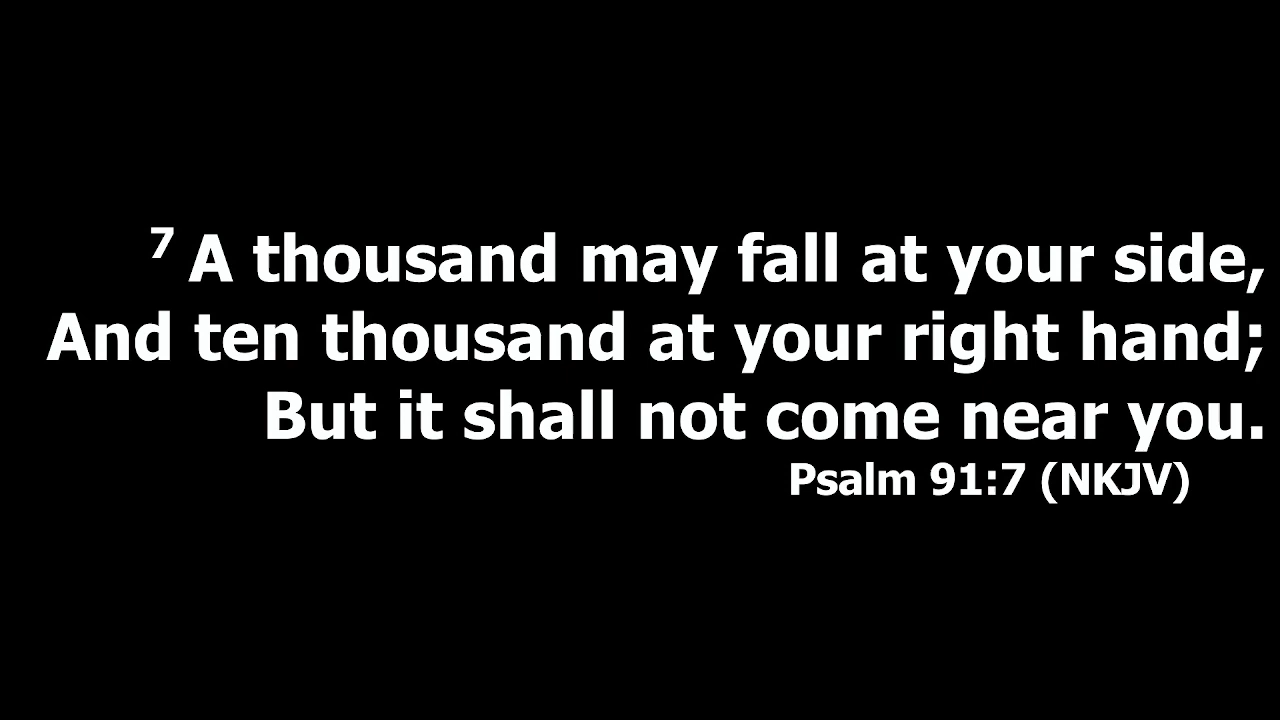 7 A thousand may fall at your side,
And ten thousand at your right hand;
But it shall not come near you.
Psalm 91:7 (NKJV)